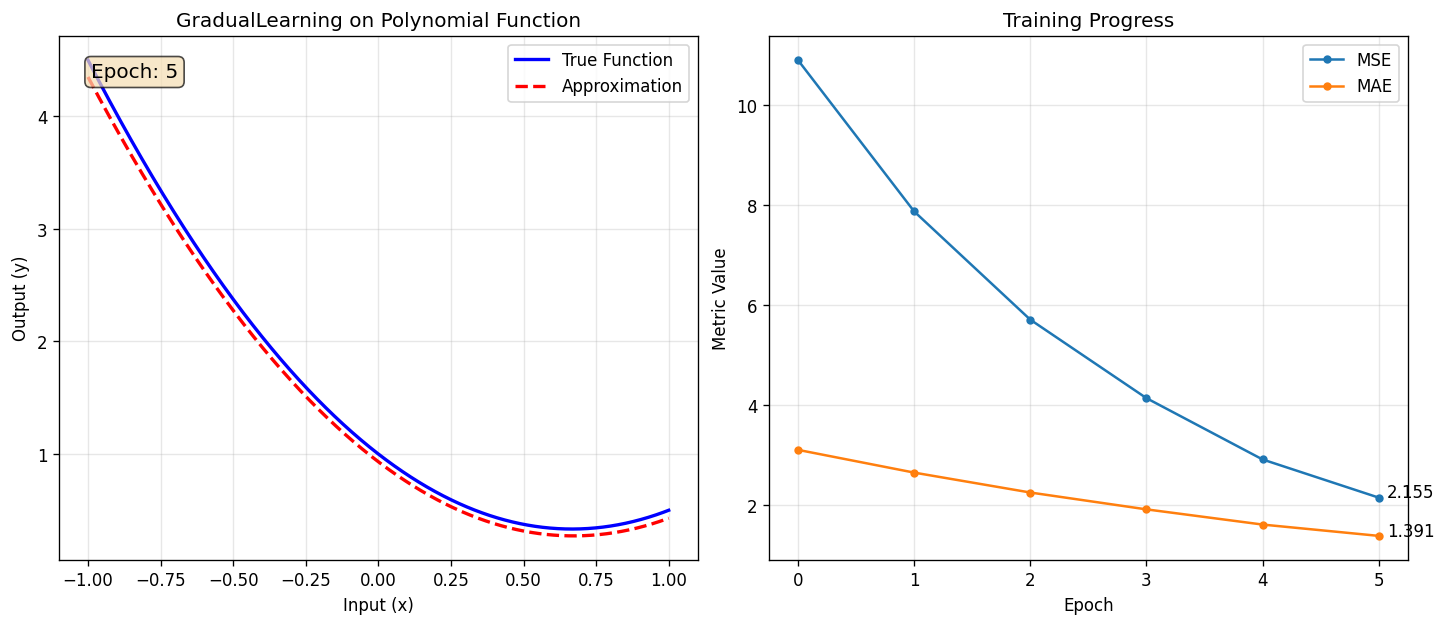 GradualLearning on Polynomial Function
Epoch: 5
True Function
Approximation
Output (y)
4
3
2
1
−1.00 −0.75 −0.50 −0.25 0.00 0.25 0.50 0.75 1.00
Input (x)
Training Progress
MSE
MAE
Metric Value
10
8
6
4
2
2.155
1.391
0 1 2 3 4 5
Epoch